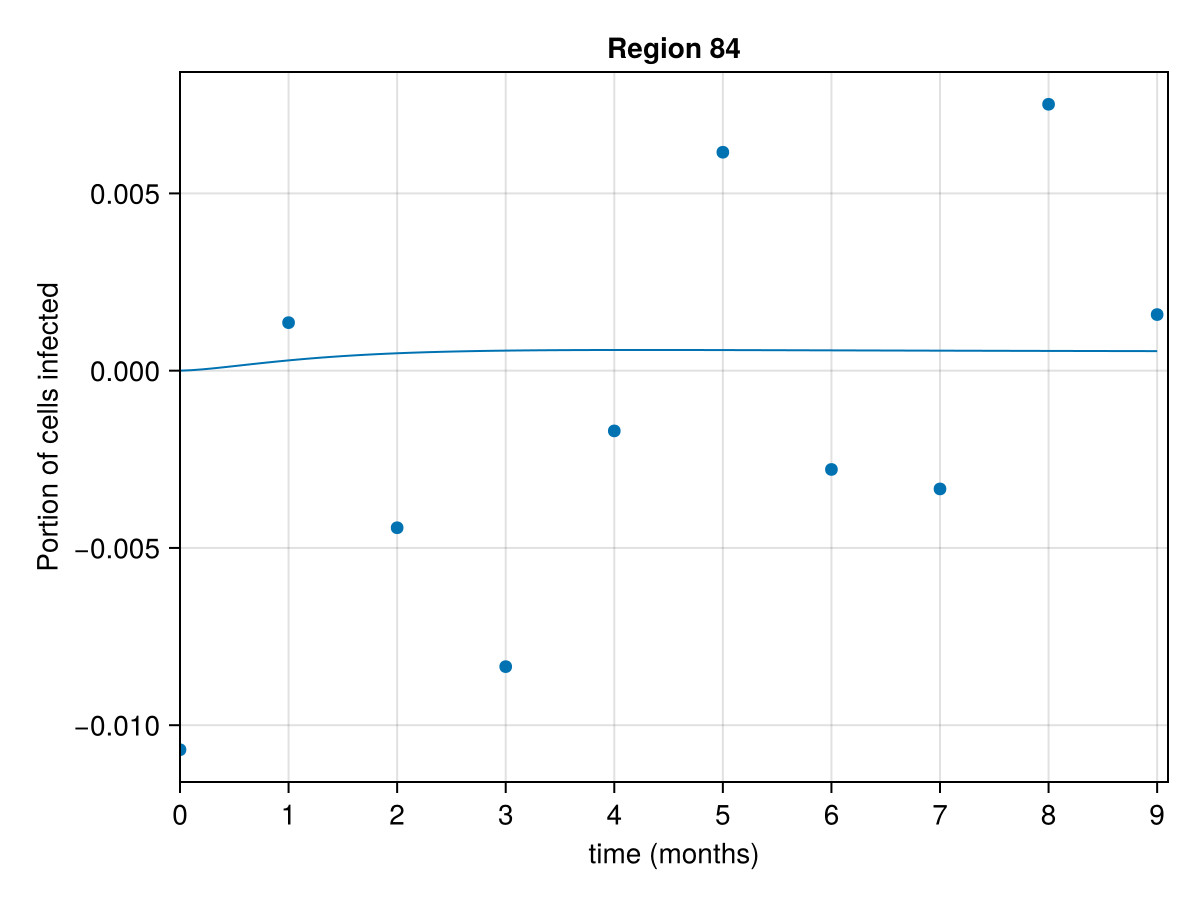 Region 84
Portion of cells infected
0.005
0.000
−0.005
−0.010
0 1 2 3 4 5 6 7 8 9
time (months)